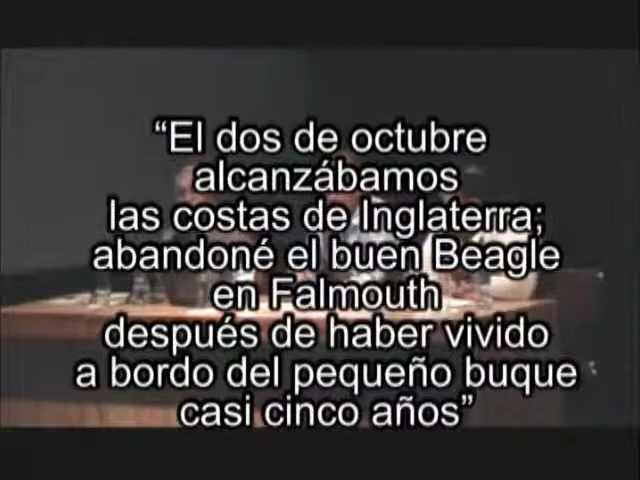 “El dos de octubre
alcanzábamos
las costas de Inglaterra;
abandoné el buen Beagle
en Falmouth
después de haber vivido
a bordo del pequeño buque
casi cinco años”